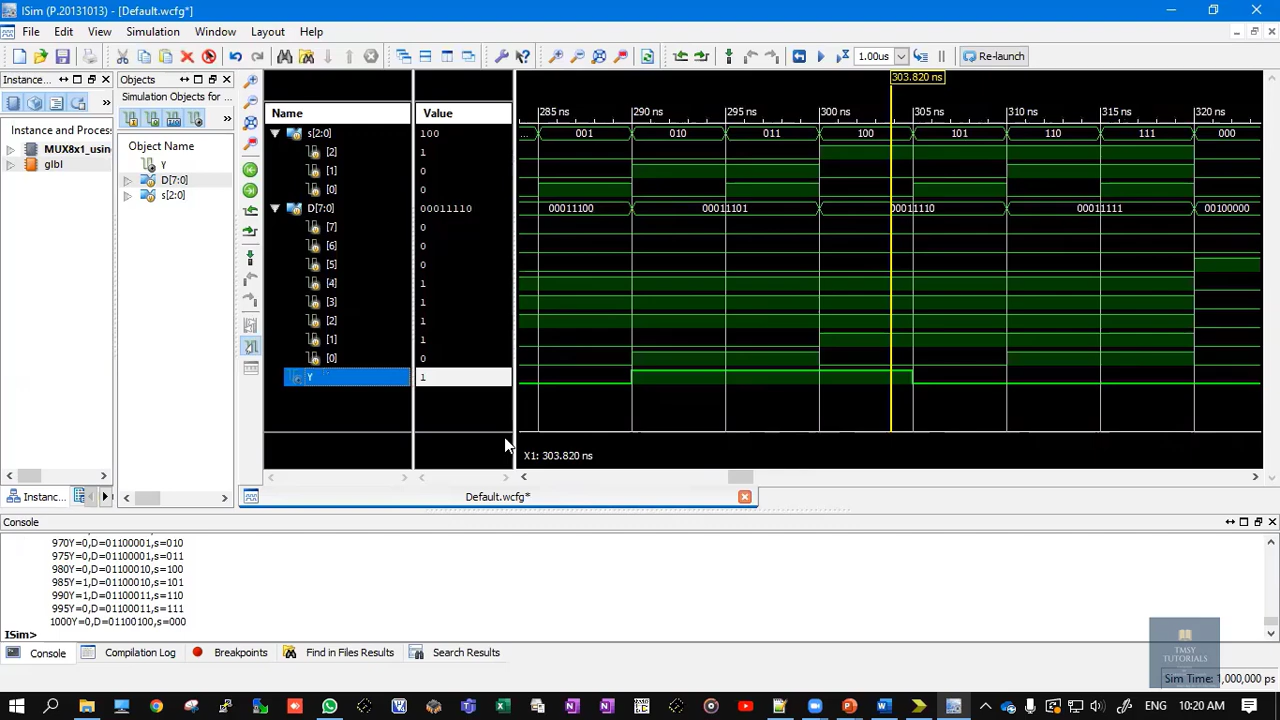 ISim (P.20131013) - [Default.wcfg*]
File Edit View Simulation Window Layout Help
1.00us Re-launch
Instance... Objects
Simulation Objects for
Instance and Process
Object Name
MUX8x1_using
glbl
Y
D[7:0]
s[2:0]
Name Value
303.820 ns
285 ns 290 ns 295 ns 300 ns 305 ns 310 ns 315 ns 320 ns
s[2:0] 100 ... 001 010 011 100 101 110 111 000
[2] 1
[1] 0
[0] 0
D[7:0] 00011110 00011100 00011101 00011110 00011111 00100000
[7] 0
[6] 0
[5] 0
[4] 1
[3] 1
[2] 1
[1] 1
[0] 0
Y 1
X1: 303.820 ns
Instanc... Default.wcfg*
Console
970Y=0,D=01100001,s=010
975Y=0,D=01100001,s=011
980Y=0,D=01100010,s=100
985Y=1,D=01100010,s=101
990Y=1,D=01100011,s=110
995Y=0,D=01100011,s=111
1000Y=0,D=01100100,s=000
ISim>
Console Compilation Log Breakpoints Find in Files Results Search Results
TMSY
TUTORIALS
Sim Time: 1,000,000 ps
ENG 10:20 AM